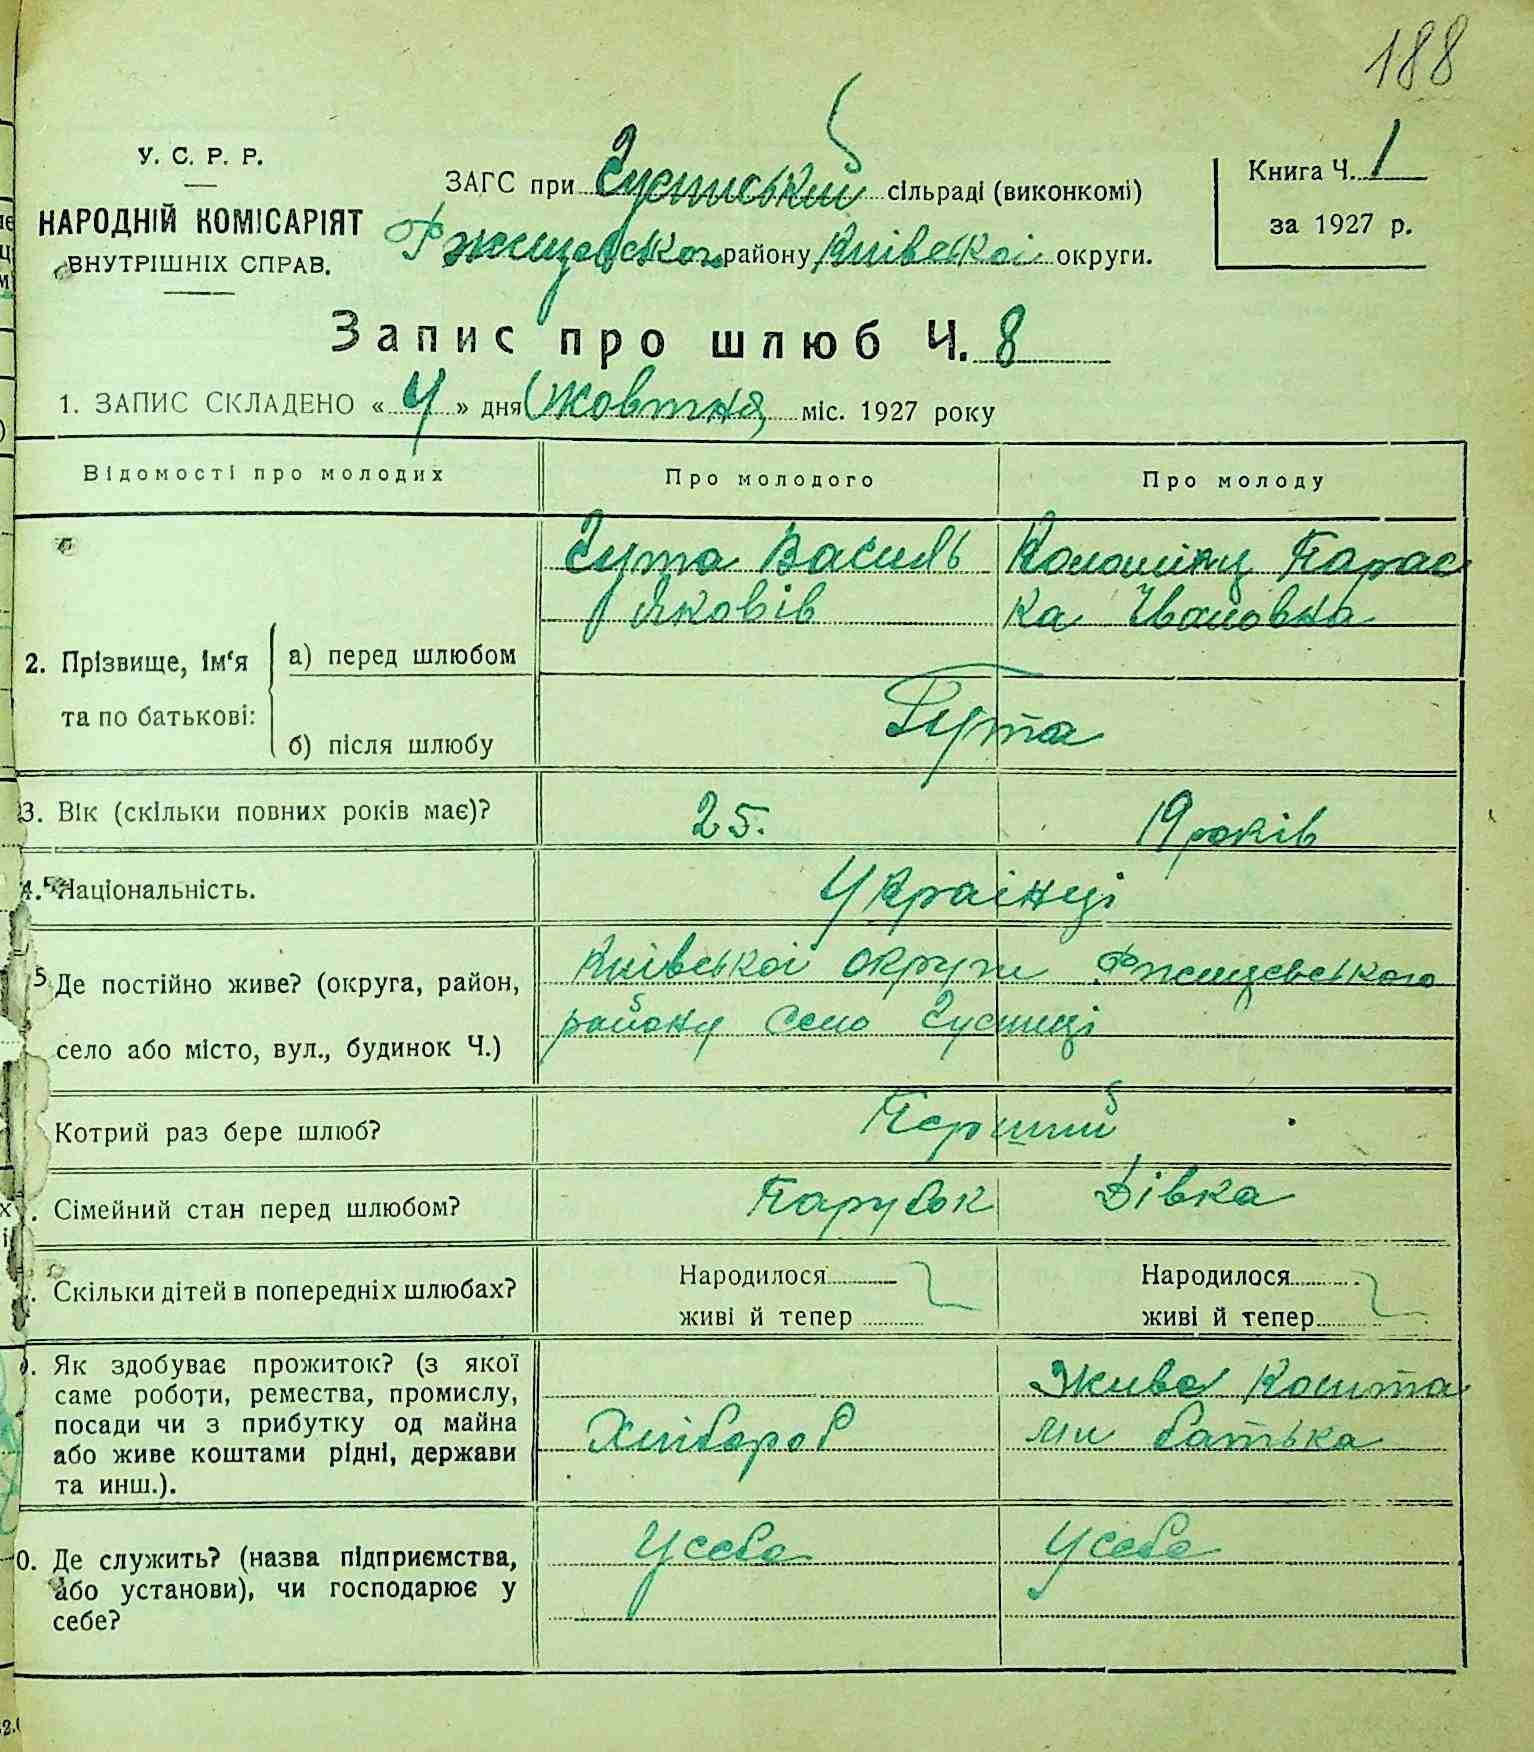 188
У. С. Р. Р.
НАРОДНІЙ КОМІСАРІЯТ
ВНУТРІШНІХ СПРАВ.
ЗАГС при сільраді (виконкомі)
району Київської округи.
Книга Ч. 1
за 1927 р.
Запис про шлюб Ч. 8
1. ЗАПИС СКЛАДЕНО « 4 » дня Жовтня міс. 1927 року
Відомості про молодих Про молодого Про молоду
2. Прізвище, ім‘я та по батькові:
а) перед шлюбом
Гута Василь
Яковів
Парас
ка Івановна
б) після шлюбу
Гута
3. Вік (скільки повних років має)? 25. 19 років
4. Національність. Українці
5 Де постійно живе? (округа, район,
село або місто, вул., будинок Ч.)
Київської округи Ржищевського
району село
Котрий раз бере шлюб? Перший
Сімейний стан перед шлюбом? Парубок Дівка
Скільки дітей в попередніх шлюбах?
Народилося
живі й тепер
Народилося
живі й тепер
Як здобуває прожиток? (з якої
саме роботи, ремества, промислу,
посади чи з прибутку од майна
або живе коштами рідні, держави
та инш.).
Хлібороб
Живе кошта
ми батька
0. Де служить? (назва підприємства,
або установи), чи господарює у
себе?
У себе
У себе